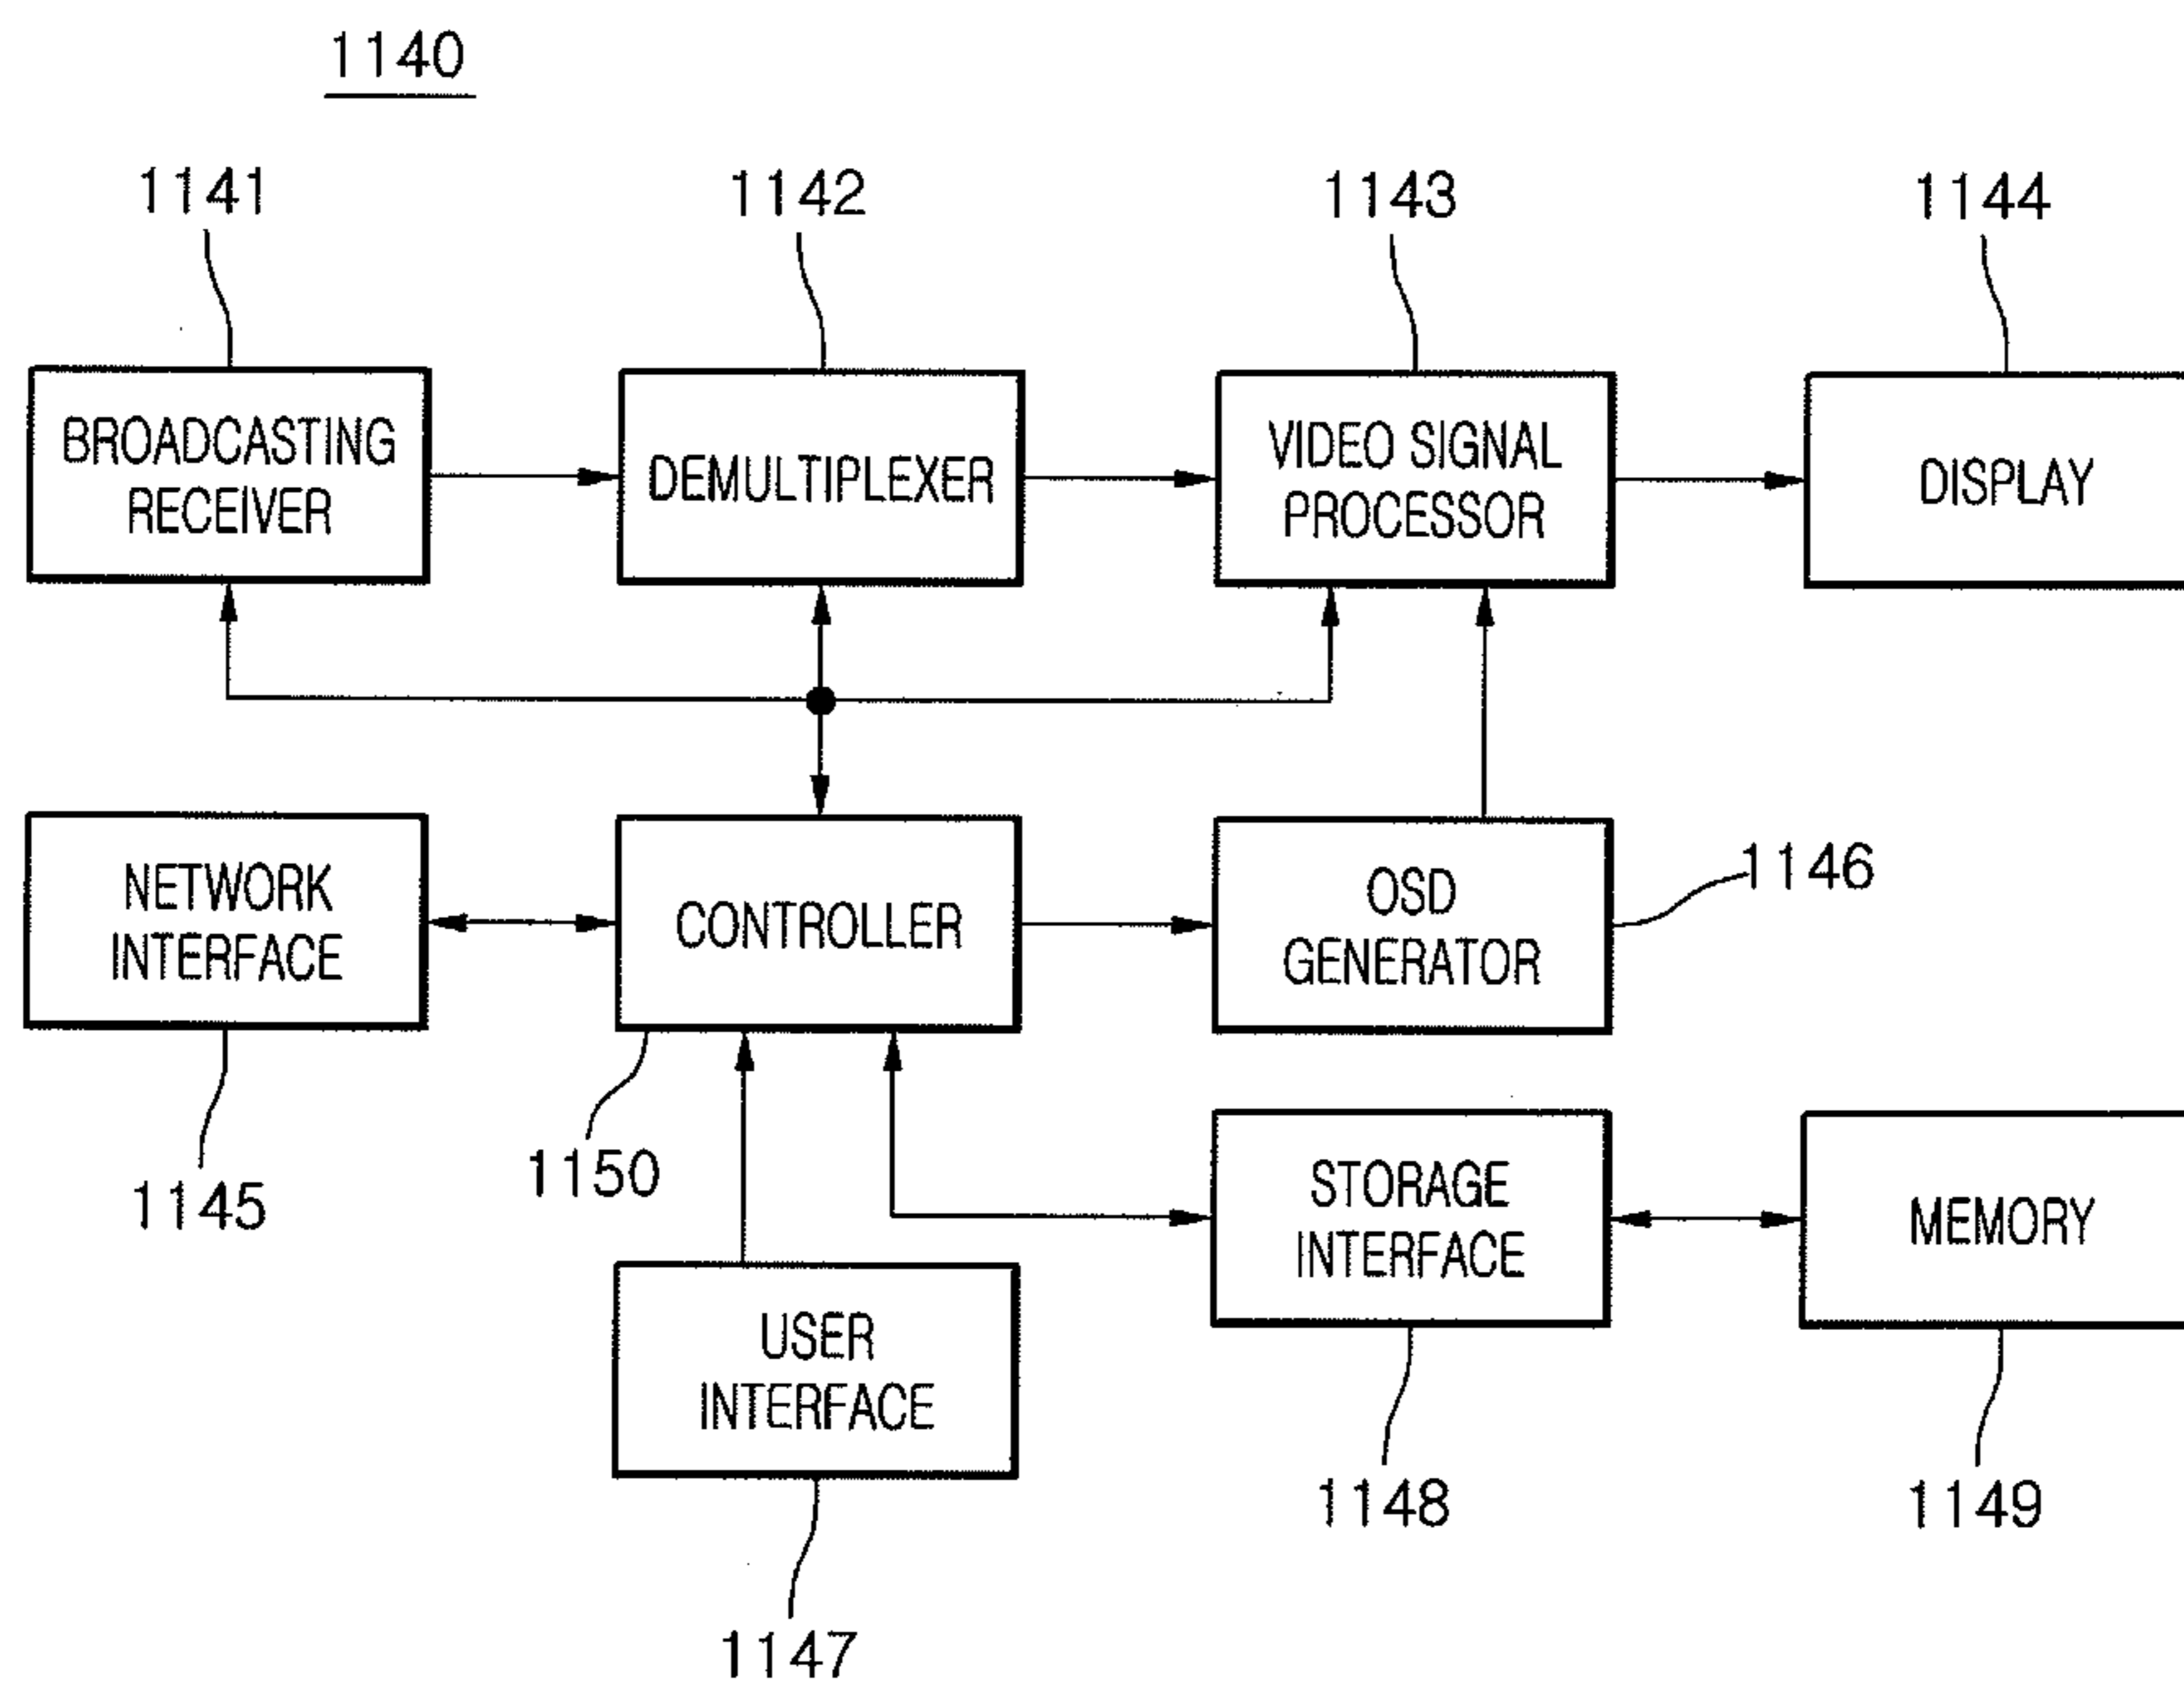 1140
1141
1142
1143
1144
BROADCASTING
RECEIVER
DEMULTIPLEXER
VIDEO SIGNAL
PROCESSOR
DISPLAY
NETWORK
INTERFACE
CONTROLLER
OSD
GENERATOR
1146
1145
1150
STORAGE
INTERFACE
MEMORY
USER
INTERFACE
1148
1149
1147